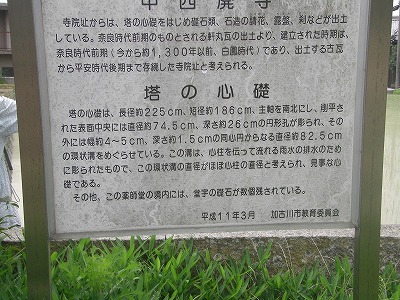 中西廃寺
寺院址からは、塔の心礎をはじめ礎石類、石造の請花、露盤、刹などが出土
している。奈良時代前期のものとされる軒丸瓦の出土より、建立された時期は、
奈良時代前期（今から約1,300年以前、白鳳時代）であり、出土する古瓦
から平安時代後期まで存続した寺院址と考えられる。
塔の心礎
塔の心礎は、長径約225cm、短径約186cm、主軸を南北にし、削平さ
れた表面中央には直径約74.5cm、深さ約26cmの円形孔が彫られ、その
外には幅約4～5cm、深さ約1.5cmの同心円からなる直径約82.5cm
の環状溝をめぐらせている。この溝は、心柱を伝って流れる雨水の排水のため
に彫られたもので、この環状溝の直径がほぼ心柱の直径と考えられ、見事な心
礎である。
その他、この薬師堂の境内には、堂宇の礎石が数個残されている。
平成11年3月　加古川市教育委員会